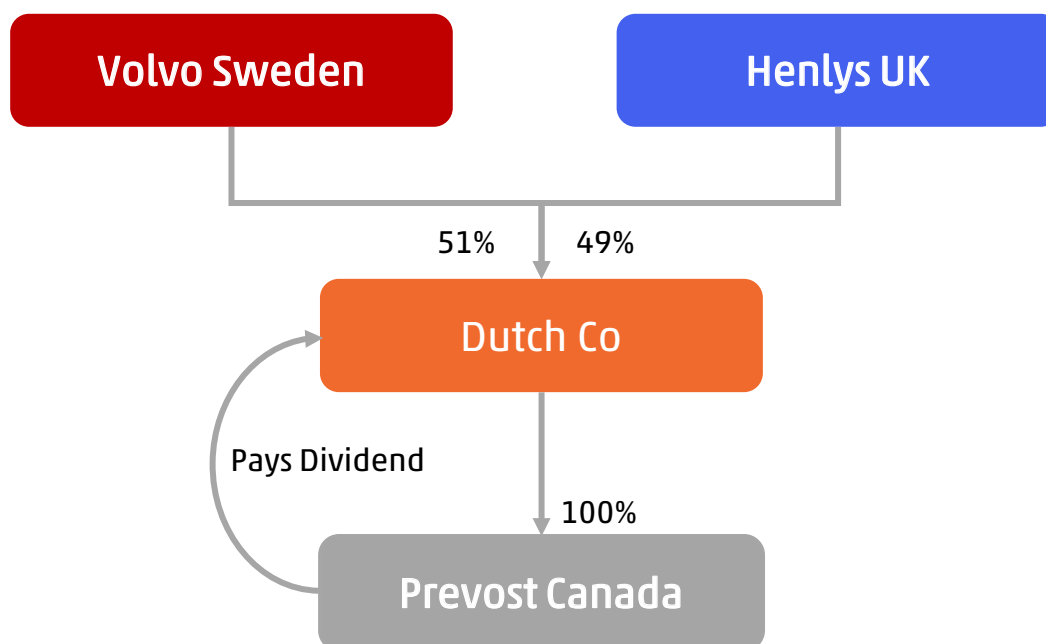 Volvo Sweden
Henlys UK
51%
49%
Dutch Co
Pays Dividend
100%
Prevost Canada